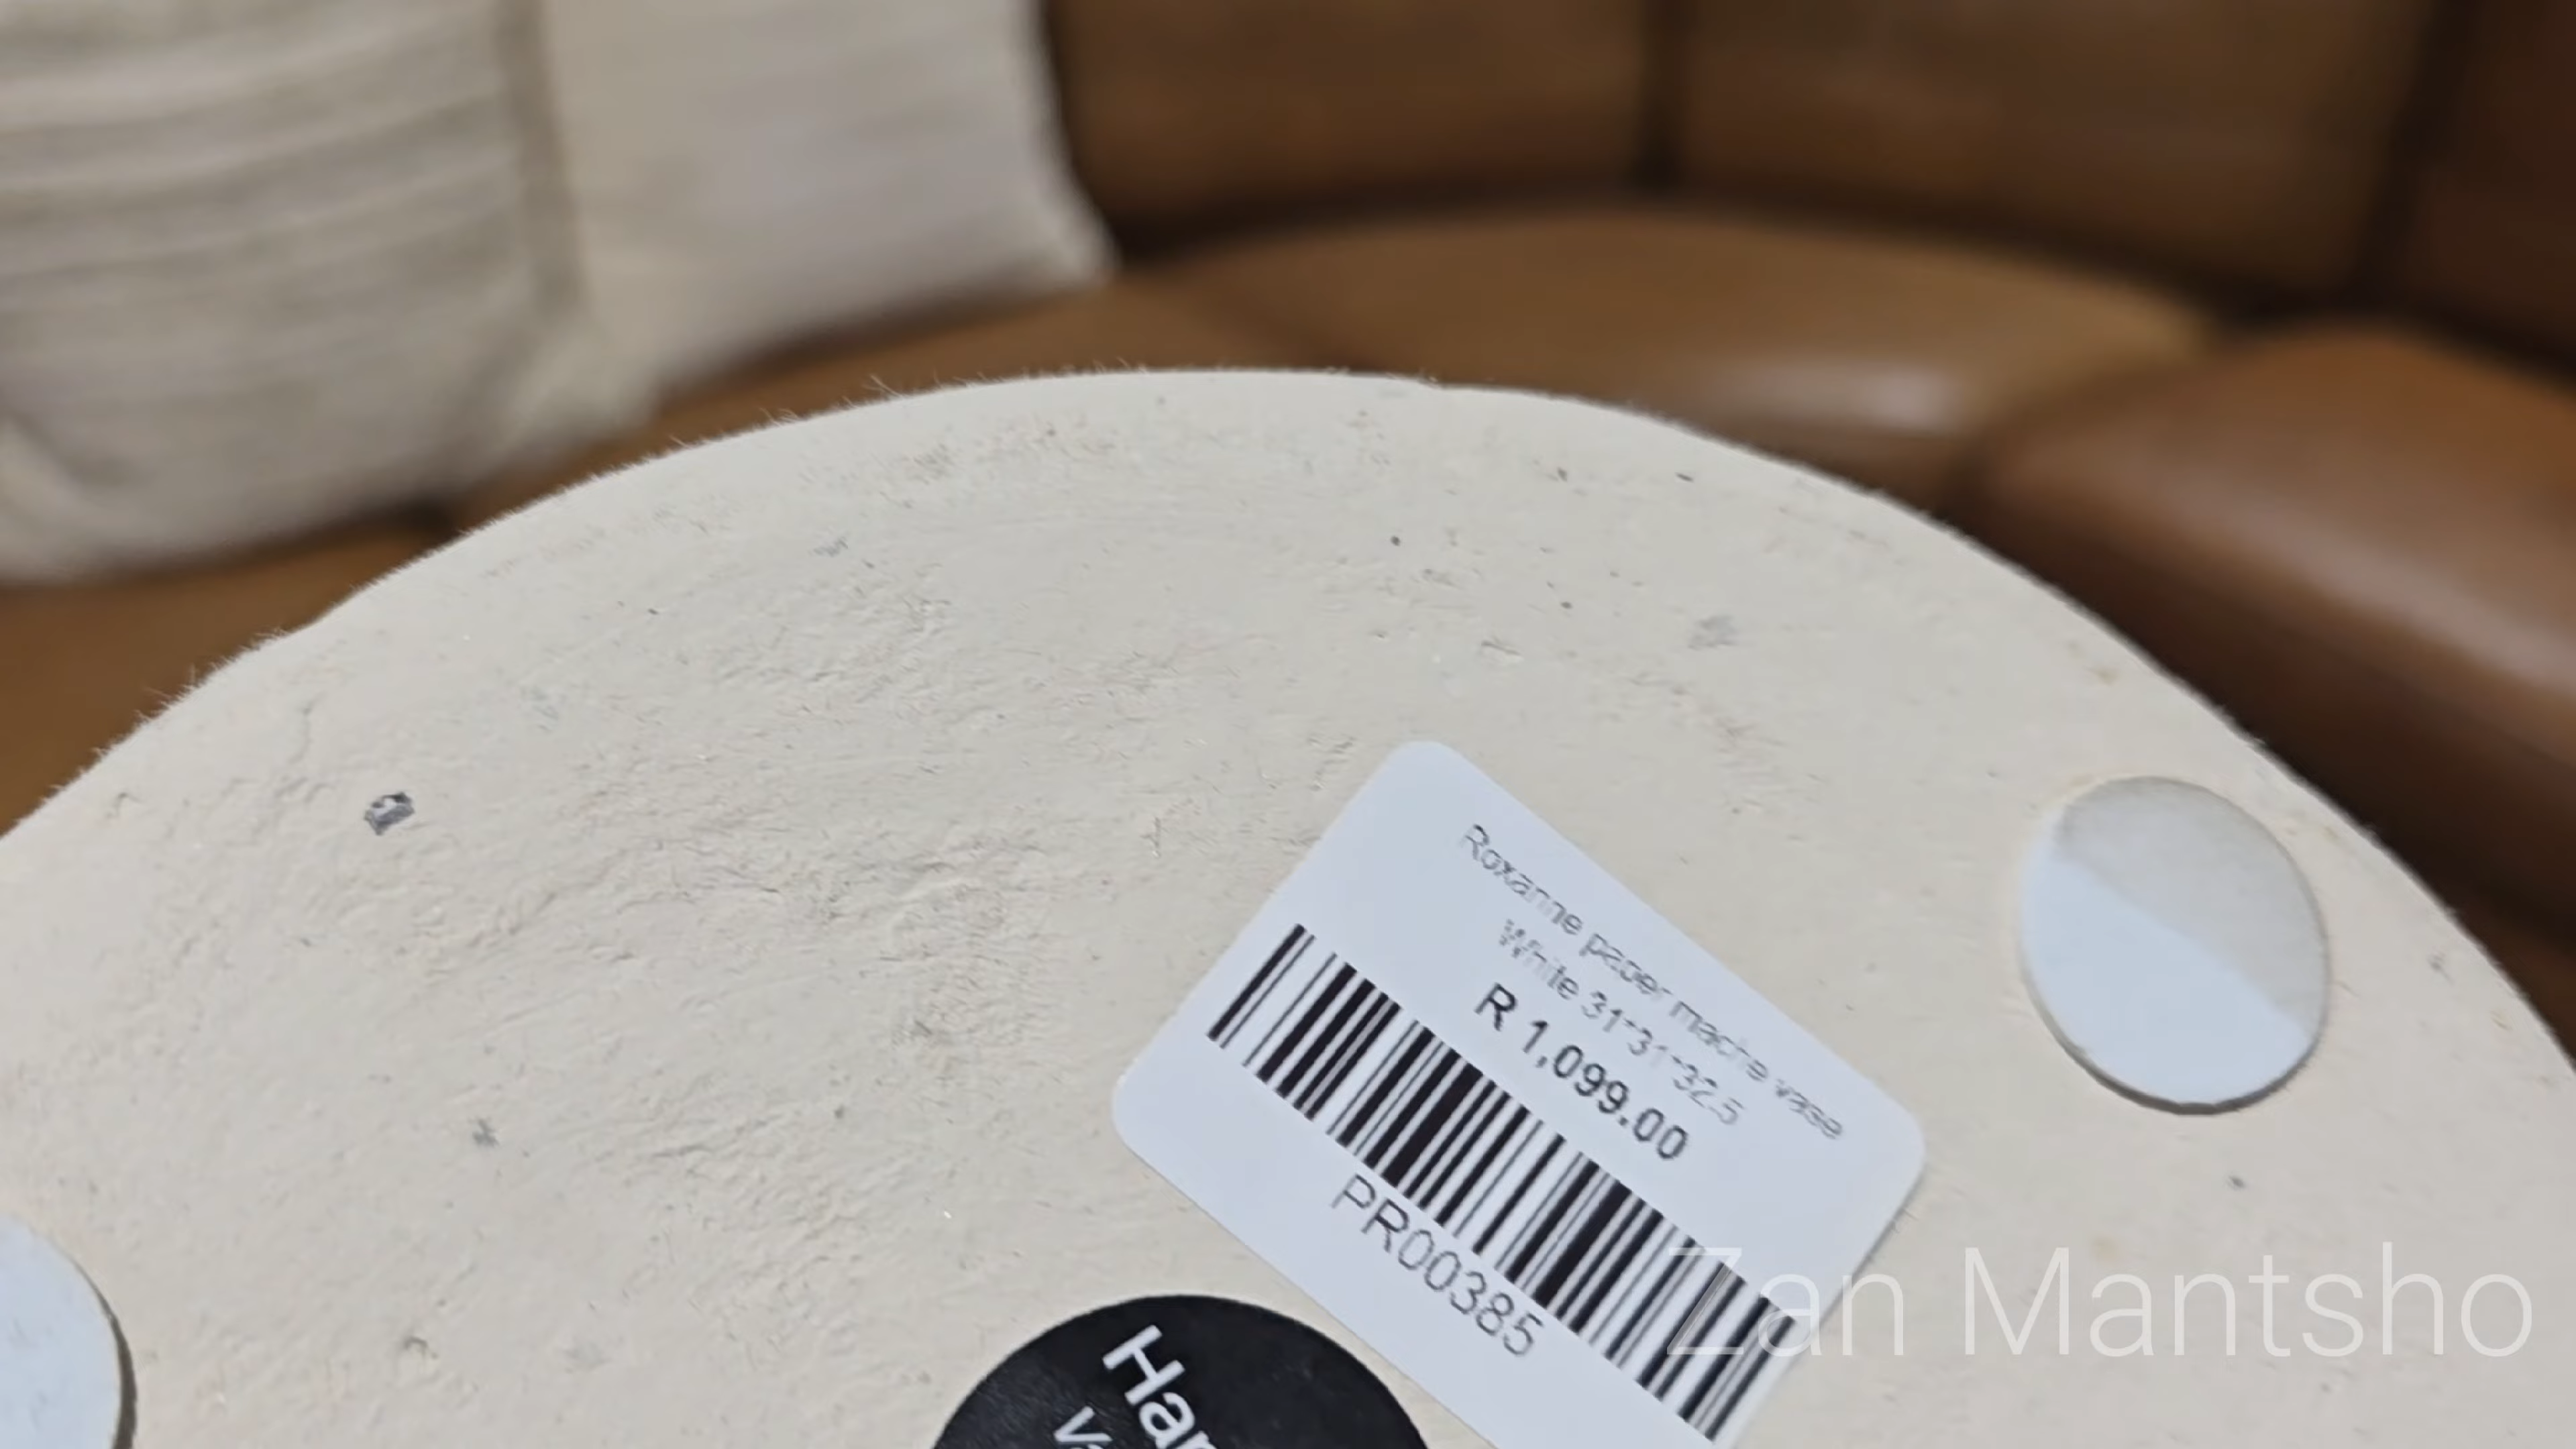 Roxanne paper mache vase
White 31*31*32.5
R 1,099.00
PR00385
Zan Mantsho